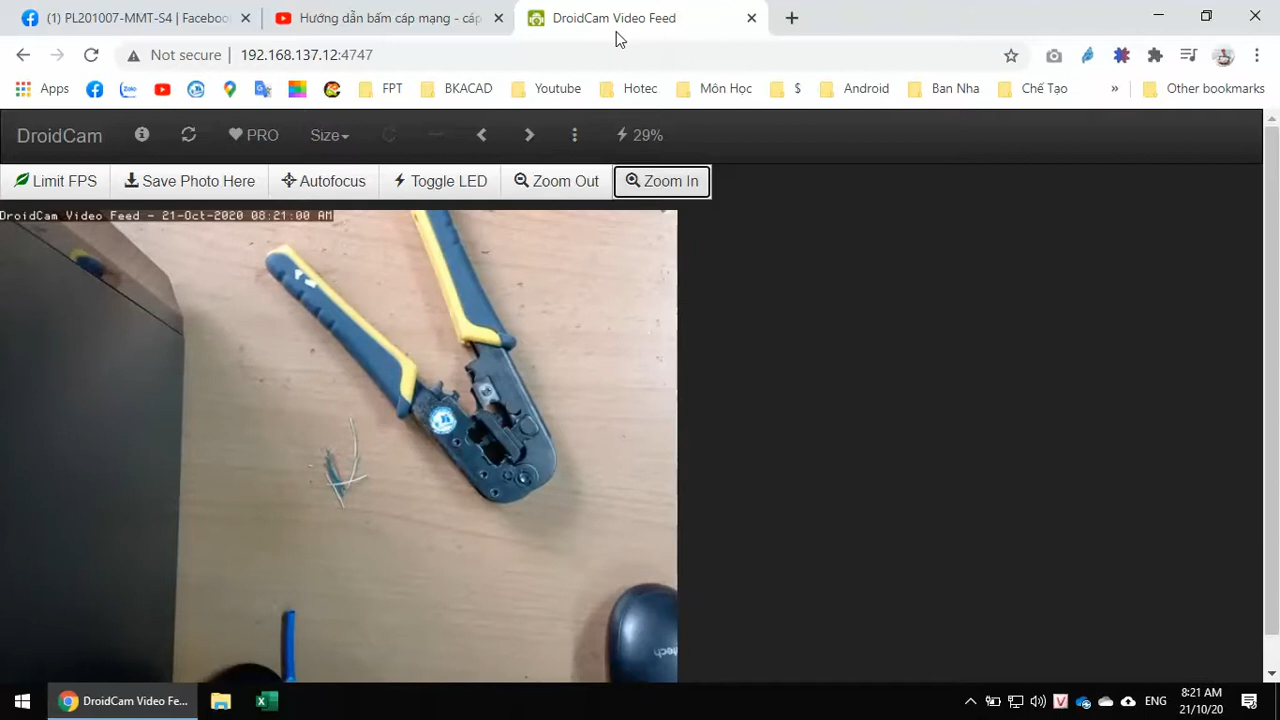 (1) PL201007-MMT-S4 | Facebook
Hướng dẫn bấm cáp mạng - cáp
DroidCam Video Feed
Not secure
192.168.137.12:4747
Apps
Zalo
FPT
BKACAD
Youtube
Hotec
Môn Học
$
Android
Ban Nha
Chế Tạo
»
Other bookmarks
DroidCam
PRO
Size
29%
Limit FPS
Save Photo Here
Autofocus
Toggle LED
Zoom Out
Zoom In
DroidCam Video Feed - 21-Oct-2020 08:21:00 AM
DroidCam Video Fe...
V
ENG
8:21 AM
21/10/20